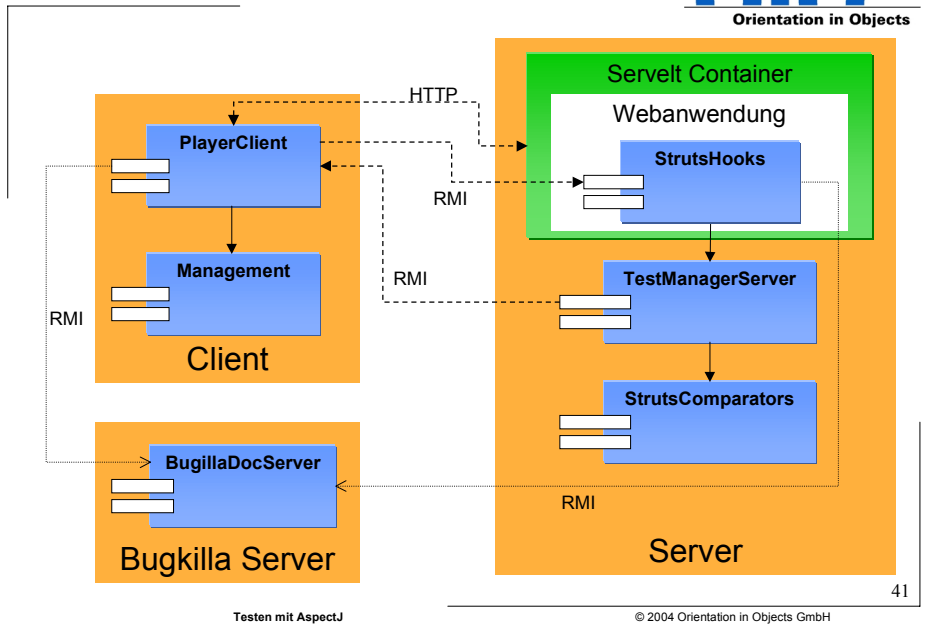 Orientation in Objects
Servelt Container
Webanwendung
HTTP
PlayerClient
StrutsHooks
RMI
Management
RMI
TestManagerServer
RMI
Client
StrutsComparators
BugillaDocServer
RMI
Bugkilla Server
Server
41
Testen mit AspectJ
© 2004 Orientation in Objects GmbH